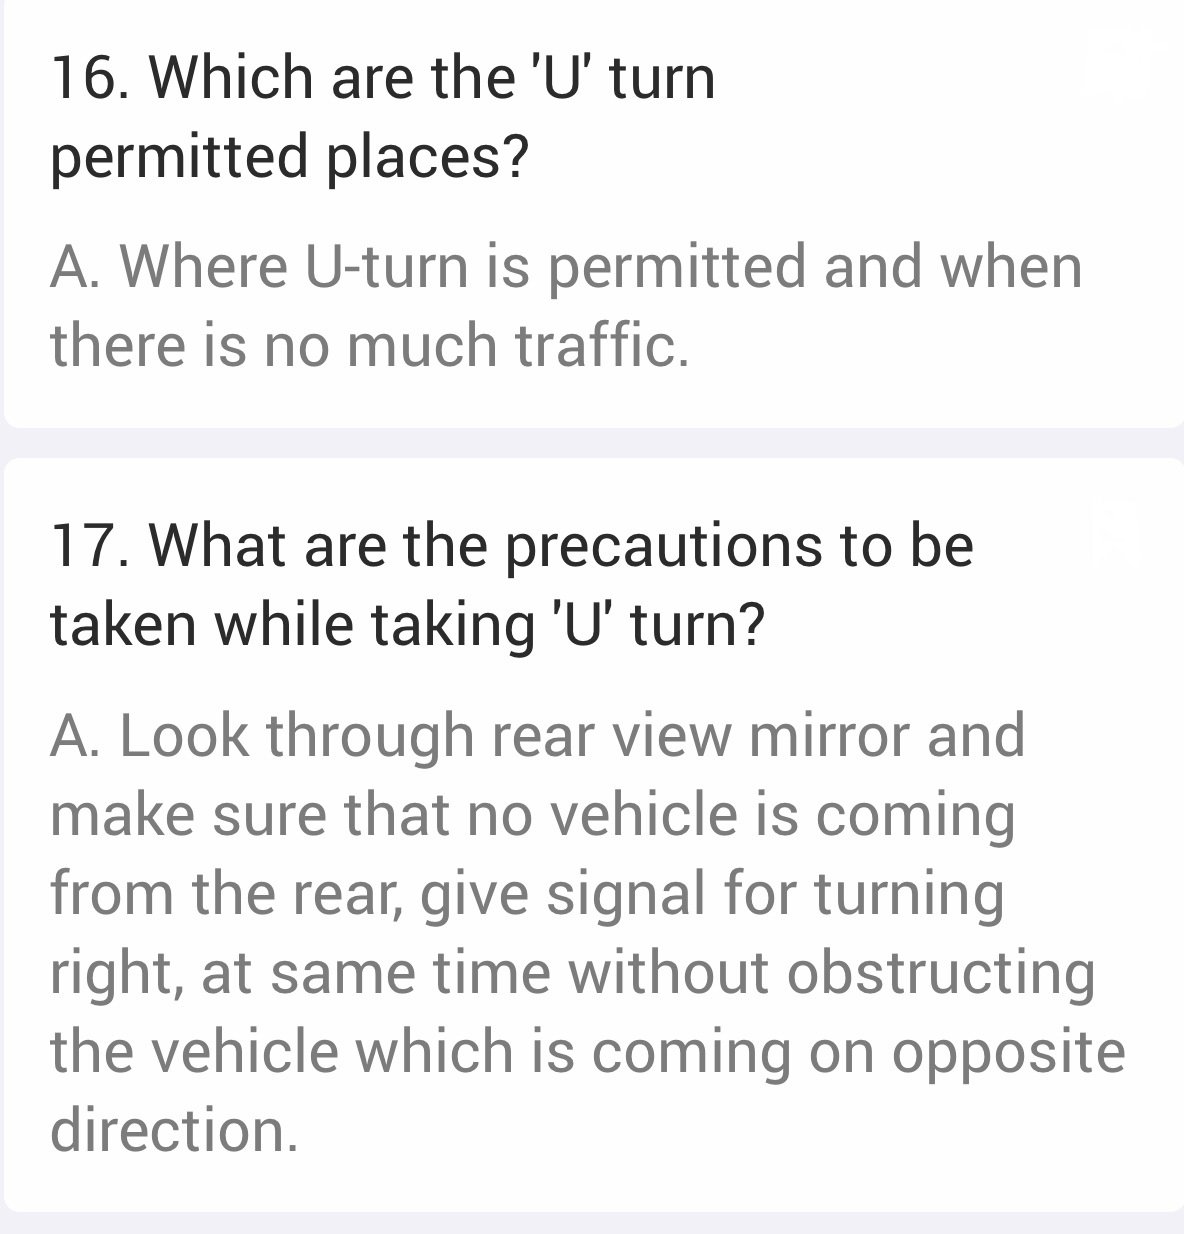 16. Which are the 'U' turn
permitted places?
A. Where U-turn is permitted and when
there is no much traffic.
17. What are the precautions to be
taken while taking 'U' turn?
A. Look through rear view mirror and
make sure that no vehicle is coming
from the rear, give signal for turning
right, at same time without obstructing
the vehicle which is coming on opposite
direction.